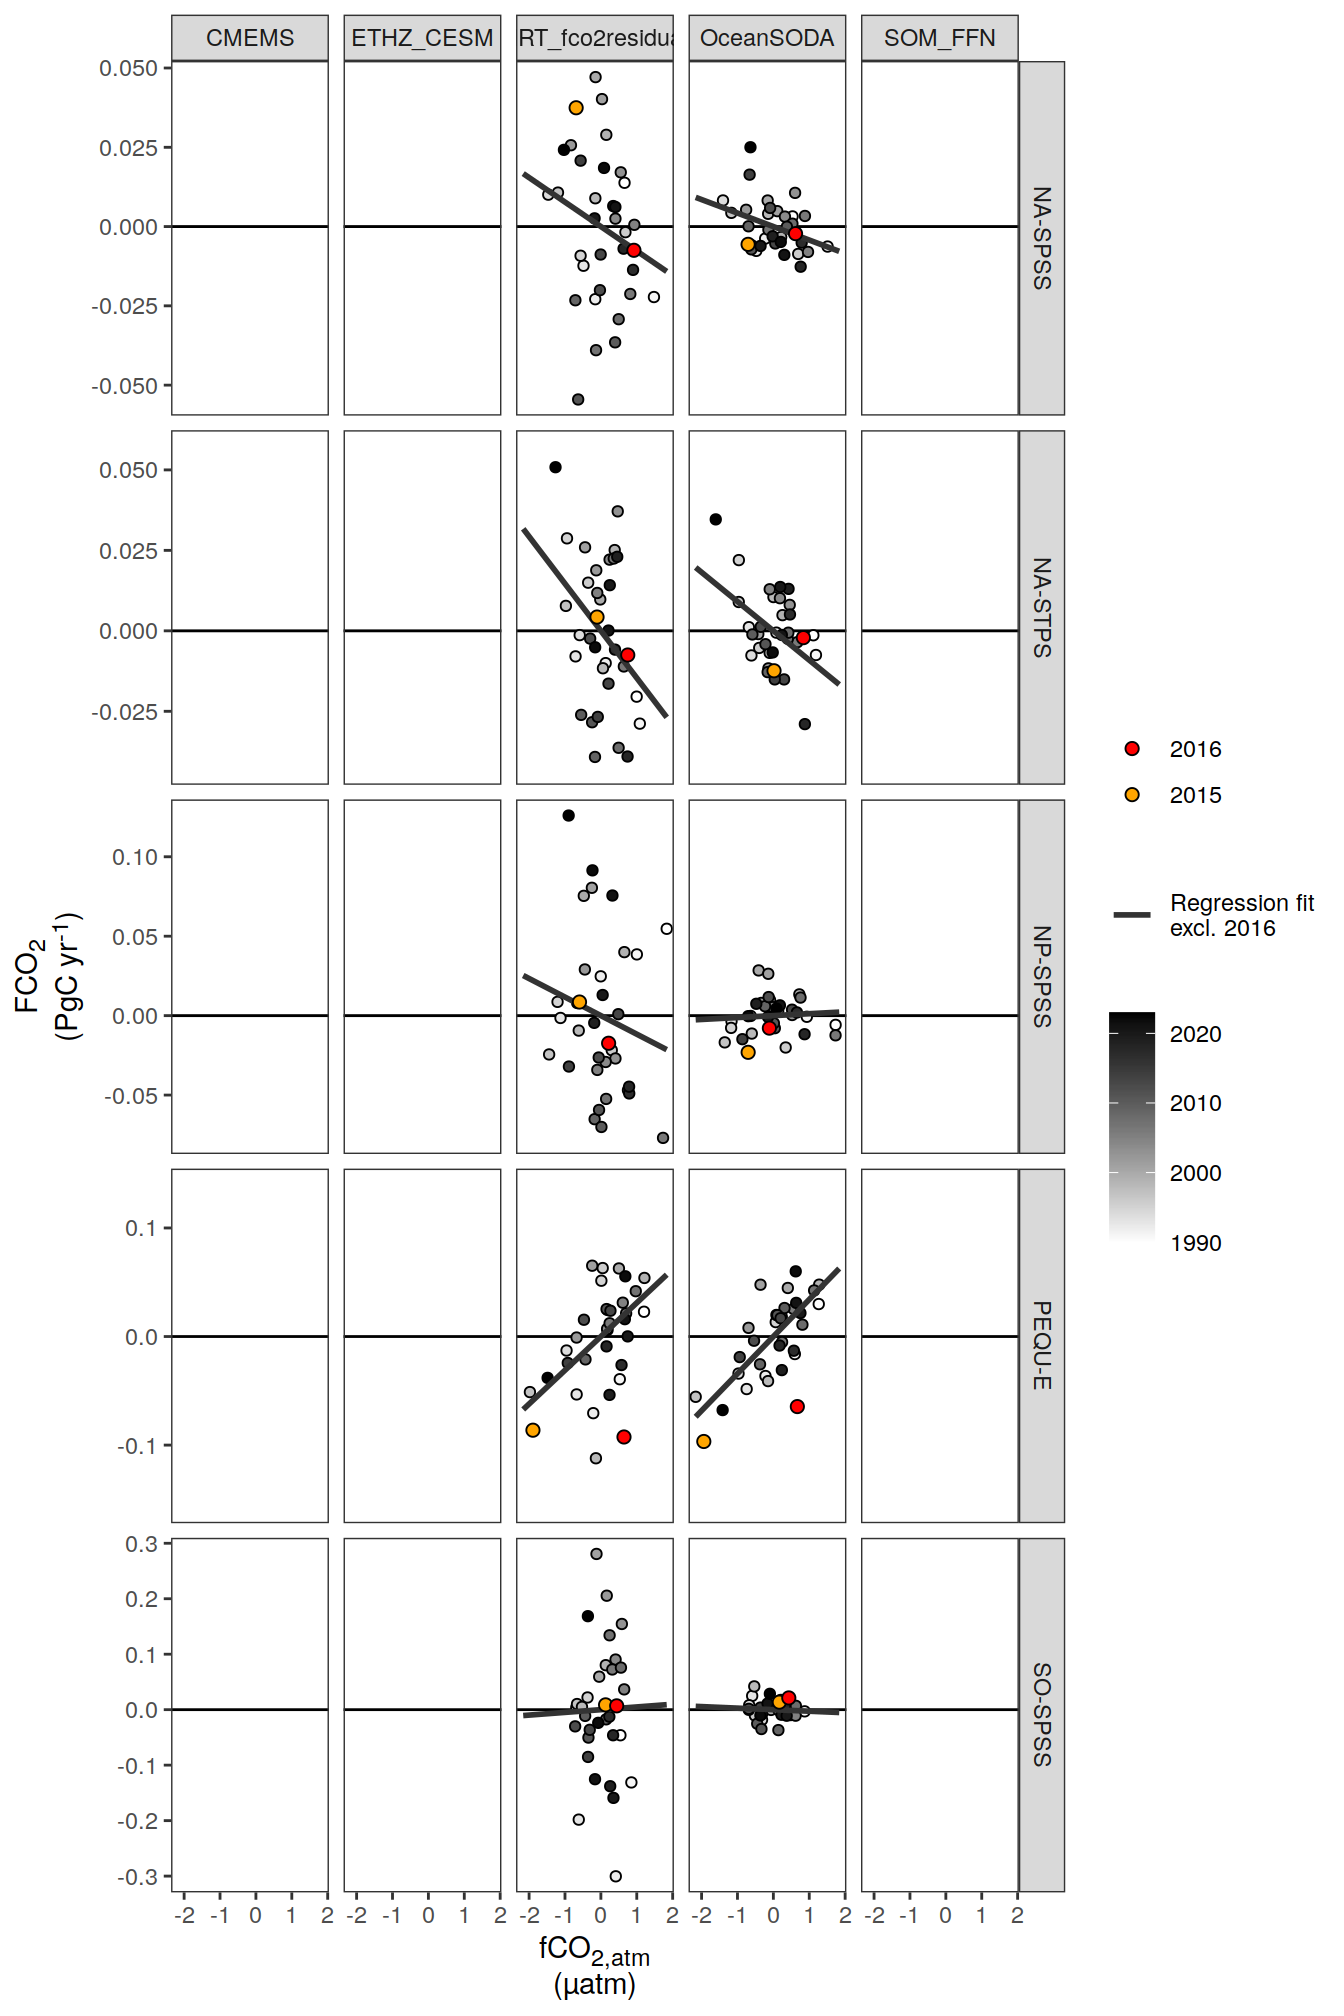 CMEMS ETHZ_CESM RT_fco2residua OceanSODA SOM_FFN
0.050
0.025
0.000
-0.025
-0.050
NA-SPSS
0.050
0.025
0.000
-0.025
NA-STPS
0.10
0.05
0.00
-0.05
NP-SPSS
0.1
0.0
-0.1
PEQU-E
0.3
0.2
0.1
0.0
-0.1
-0.2
-0.3
SO-SPSS
-2 -1 0 1 2 -2 -1 0 1 2 -2 -1 0 1 2 -2 -1 0 1 2 -2 -1 0 1 2
fCO2,atm
(µatm)
FCO2
(PgC yr-1)
2016
2015
Regression fit
excl. 2016
2020
2010
2000
1990